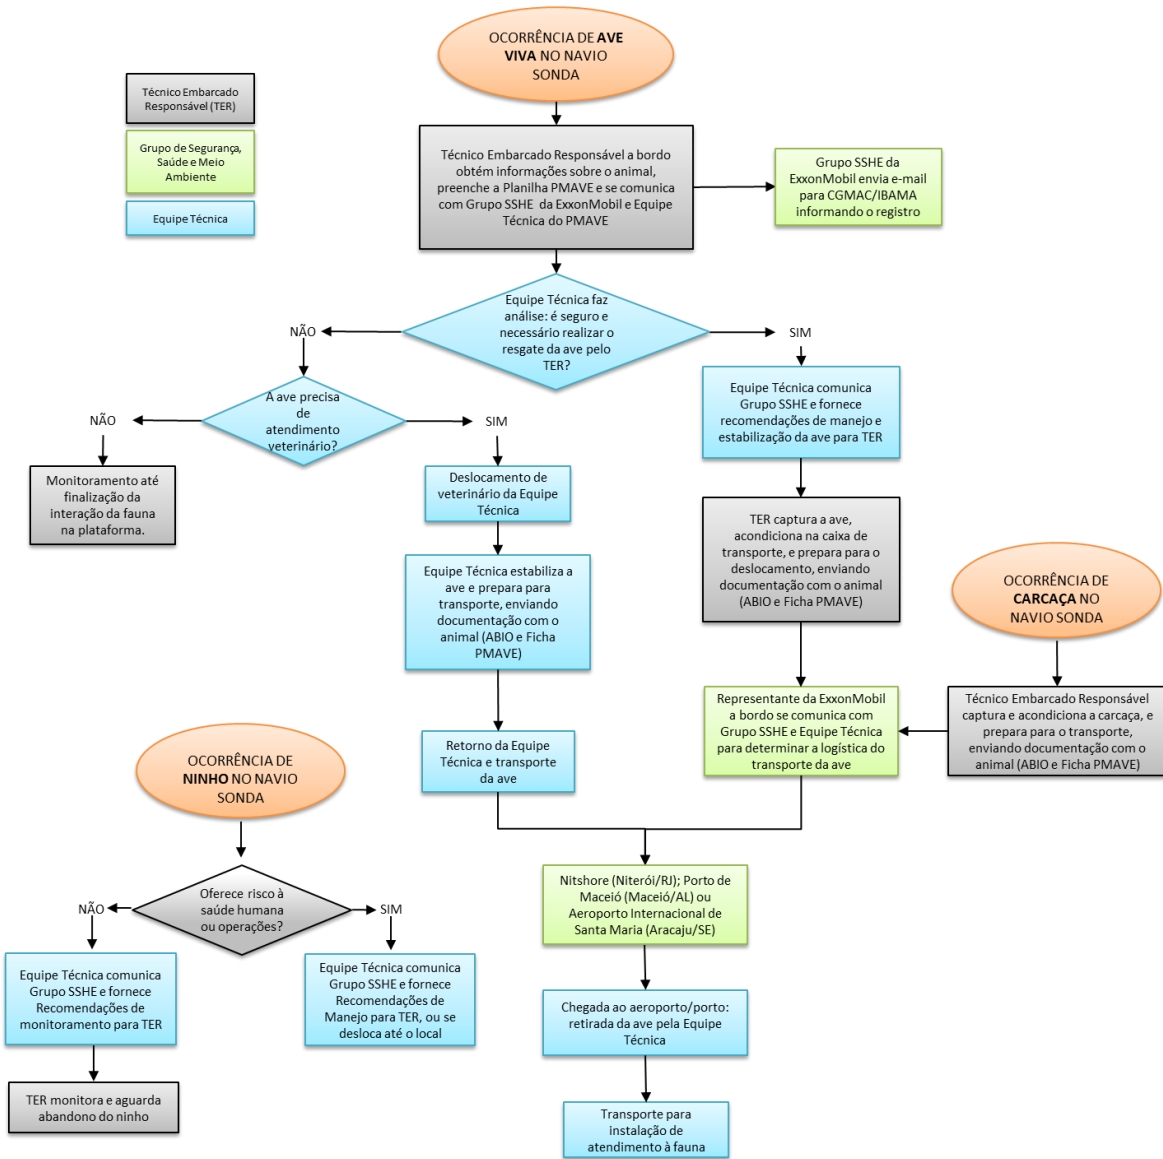 OCORRÊNCIA DE AVE
VIVA NO NAVIO
SONDA
Técnico Embarcado
Responsável (TER)
Grupo de Segurança,
Saúde e Meio
Ambiente
Equipe Técnica
Técnico Embarcado Responsável a bordo
obtém informações sobre o animal,
preenche a Planilha PMAVE e se comunica
com Grupo SSHE da ExxonMobil e Equipe
Técnica do PMAVE
Grupo SSHE da
ExxonMobil envia e-mail
para CGMAC/IBAMA
informando o registro
Equipe Técnica faz
análise: é seguro e
necessário realizar o
resgate da ave pelo
TER?
NÃO
SIM
A ave precisa
de
atendimento
veterinário?
NÃO
SIM
Monitoramento até
finalização da
interação da fauna
na plataforma.
Deslocamento de
veterinário da Equipe
Técnica
Equipe Técnica estabiliza a
ave e prepara para
transporte, enviando
documentação com o
animal (ABIO e Ficha
PMAVE)
Retorno da Equipe
Técnica e transporte
da ave
Equipe Técnica comunica
Grupo SSHE e fornece
recomendações de manejo e
estabilização da ave para TER
TER captura a ave,
acondiciona na caixa de
transporte, e prepara para o
deslocamento, enviando
documentação com o animal
(ABIO e Ficha PMAVE)
Representante da ExxonMobil
a bordo se comunica com
Grupo SSHE e Equipe Técnica
para determinar a logística do
transporte da ave
OCORRÊNCIA DE
CARCAÇA NO
NAVIO SONDA
Técnico Embarcado Responsável
captura e acondiciona a carcaça, e
prepara para o transporte,
enviando documentação com o
animal (ABIO e Ficha PMAVE)
OCORRÊNCIA DE
NINHO NO NAVIO
SONDA
Oferece risco à
saúde humana
ou operações?
NÃO
SIM
Equipe Técnica comunica
Grupo SSHE e fornece
Recomendações de
monitoramento para TER
Equipe Técnica comunica
Grupo SSHE e fornece
Recomendações de
Manejo para TER, ou se
desloca até o local
TER monitora e aguarda
abandono do ninho
Nitshore (Niterói/RJ); Porto de
Maceió (Maceió/AL) ou
Aeroporto Internacional de
Santa Maria (Aracaju/SE)
Chegada ao aeroporto/porto:
retirada da ave pela Equipe
Técnica
Transporte para
instalação de
atendimento à fauna